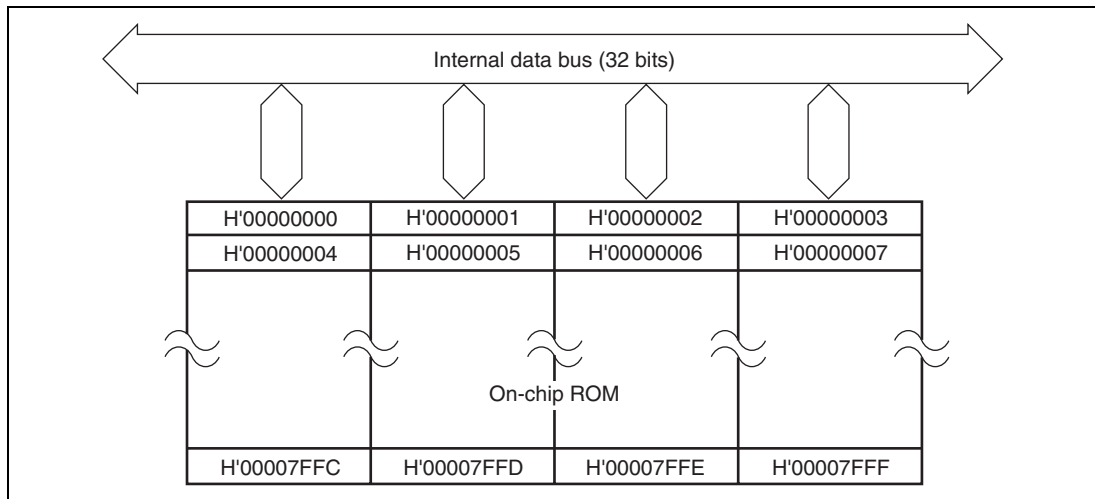 Internal data bus (32 bits)
H'00000000 H'00000001 H'00000002 H'00000003
H'00000004 H'00000005 H'00000006 H'00000007
On-chip ROM
H'00007FFC H'00007FFD H'00007FFE H'00007FFF